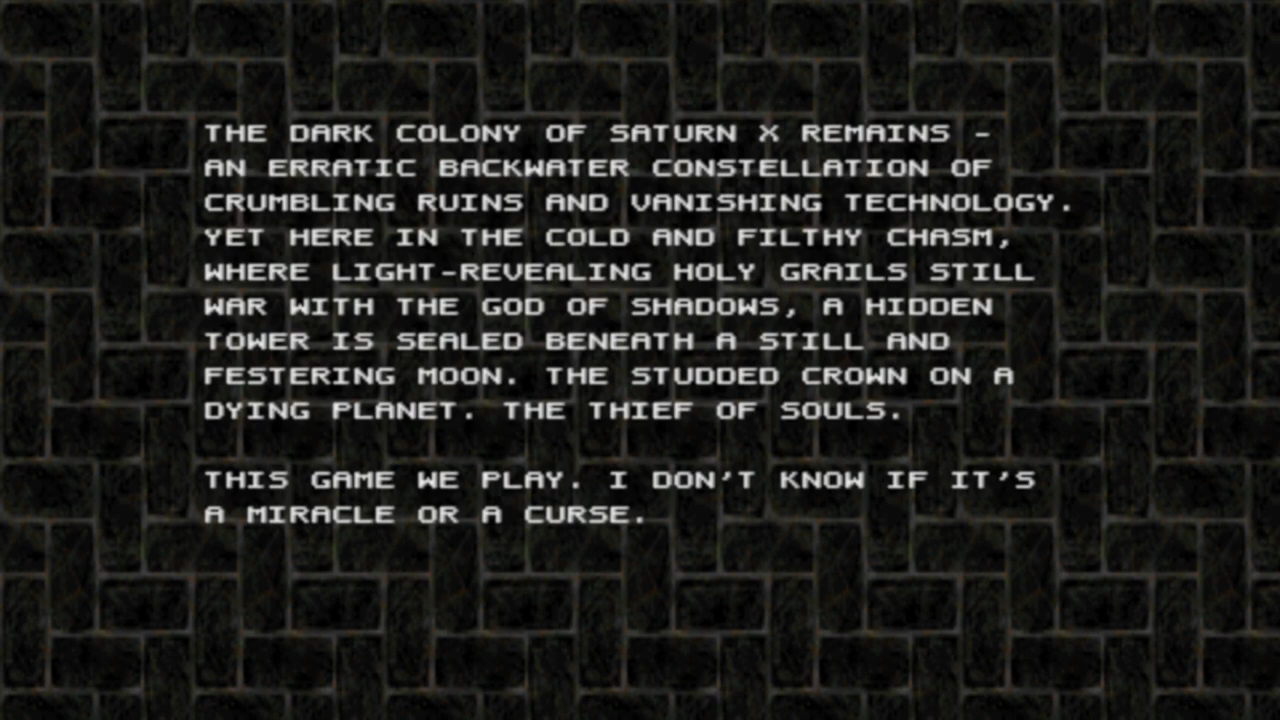 THE DARK COLONY OF SATURN X REMAINS -
AN ERRATIC BACKWATER CONSTELLATION OF
CRUMBLING RUINS AND VANISHING TECHNOLOGY.
YET HERE IN THE COLD AND FILTHY CHASM,
WHERE LIGHT-REVEALING HOLY GRAILS STILL
WAR WITH THE GOD OF SHADOWS, A HIDDEN
TOWER IS SEALED BENEATH A STILL AND
FESTERING MOON. THE STUDDED CROWN ON A
DYING PLANET. THE THIEF OF SOULS.

THIS GAME WE PLAY. I DON'T KNOW IF IT'S
A MIRACLE OR A CURSE.